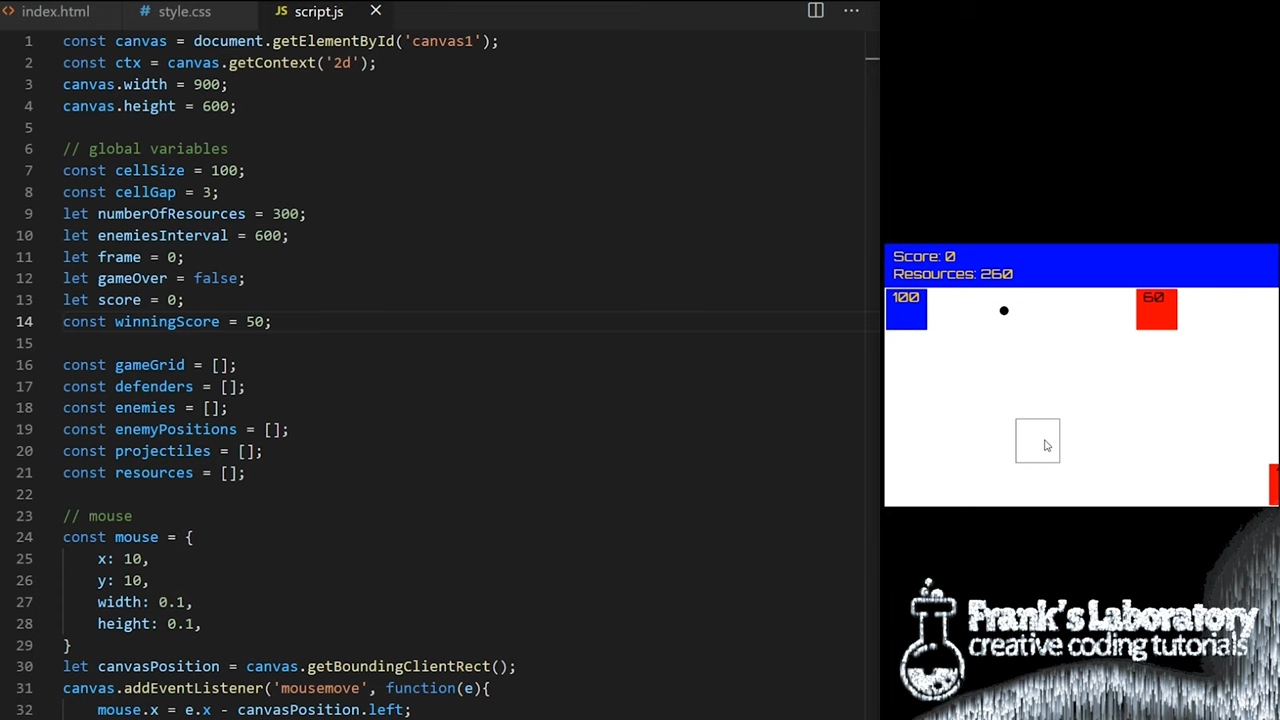 index.html
# style.css
JS script.js
1 const canvas = document.getElementById('canvas1');
2 const ctx = canvas.getContext('2d');
3 canvas.width = 900;
4 canvas.height = 600;
5
6 // global variables
7 const cellSize = 100;
8 const cellGap = 3;
9 let numberOfResources = 300;
10 let enemiesInterval = 600;
11 let frame = 0;
12 let gameOver = false;
13 let score = 0;
14 const winningScore = 50;
15
16 const gameGrid = [];
17 const defenders = [];
18 const enemies = [];
19 const enemyPositions = [];
20 const projectiles = [];
21 const resources = [];
22
23 // mouse
24 const mouse = {
25 x: 10,
26 y: 10,
27 width: 0.1,
28 height: 0.1,
29 }
30 let canvasPosition = canvas.getBoundingClientRect();
31 canvas.addEventListener('mousemove', function(e){
32 mouse.x = e.x - canvasPosition.left;
Score: 0
Resources: 260
100
60
Frank's Laboratory
creative coding tutorials